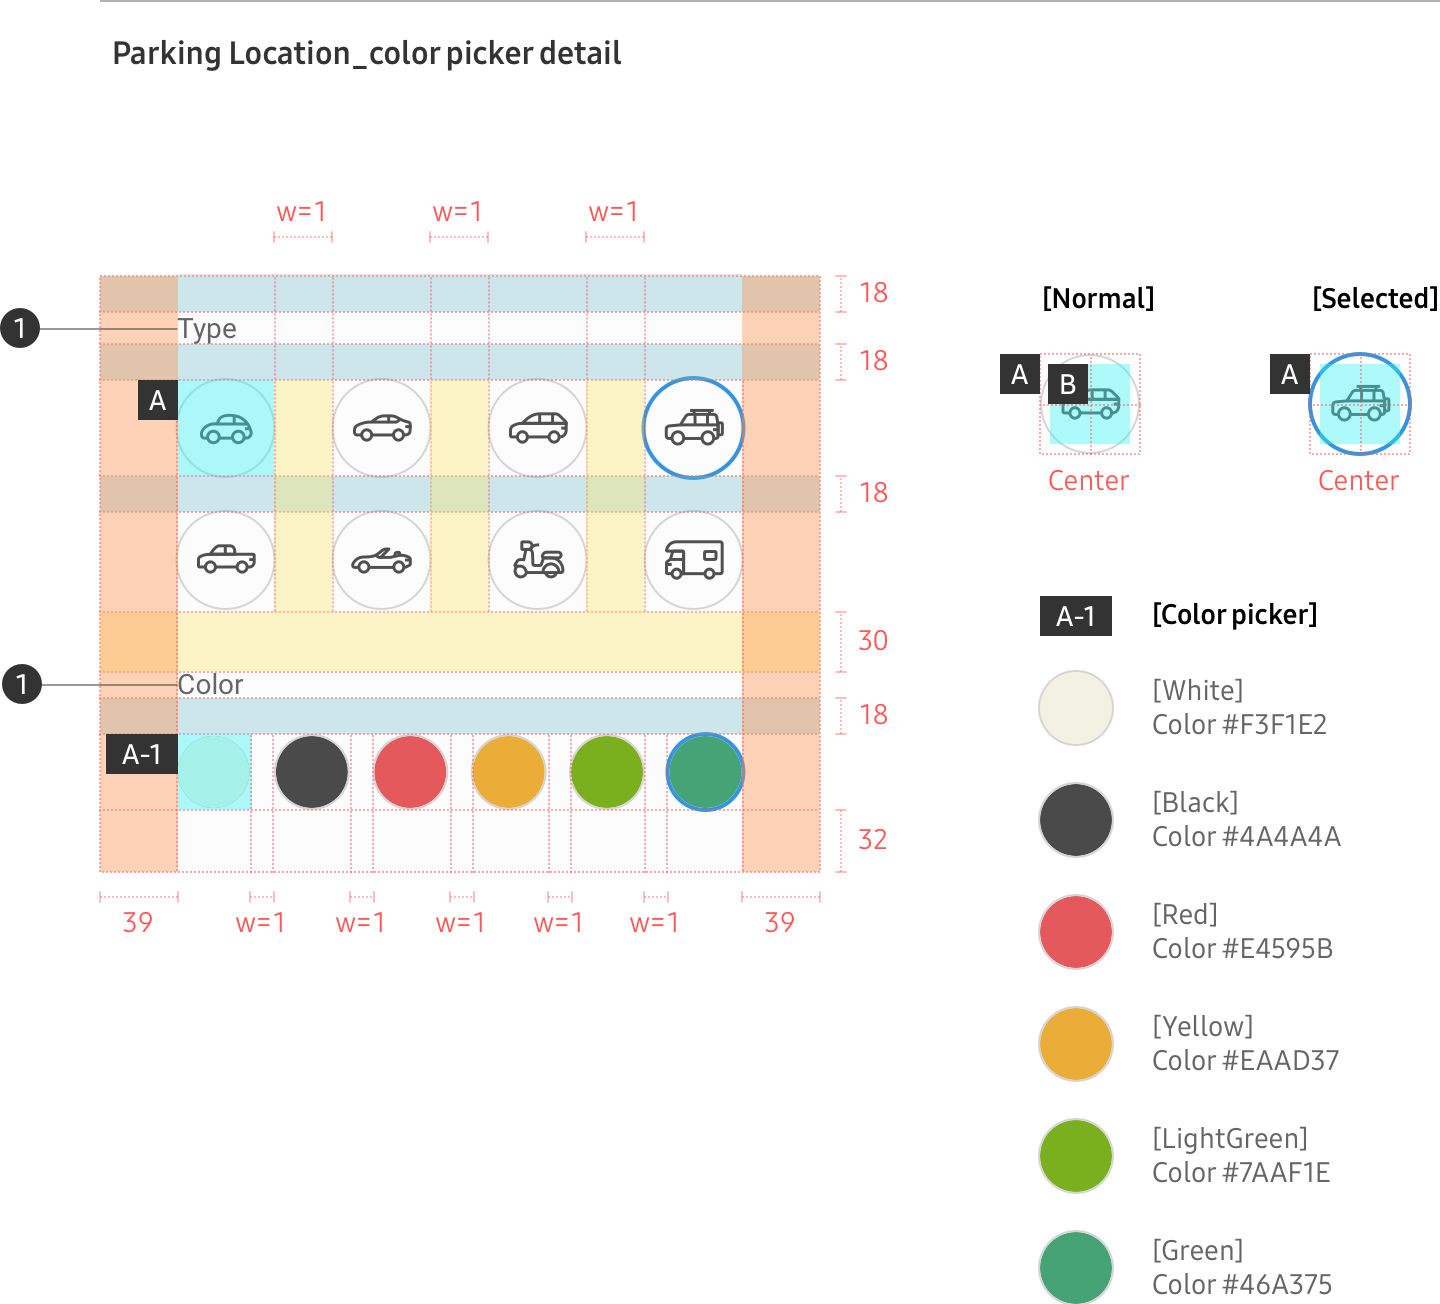 Parking Location_color picker detail
w=1 w=1 w=1
18
1 Type
18
A
18
30
1 Color
18
A-1
32
39 w=1 w=1 w=1 w=1 w=1 39
[Normal] [Selected]
A B A
Center Center
A-1 [Color picker]
[White]
Color #F3F1E2
[Black]
Color #4A4A4A
[Red]
Color #E4595B
[Yellow]
Color #EAAD37
[LightGreen]
Color #7AAF1E
[Green]
Color #46A375